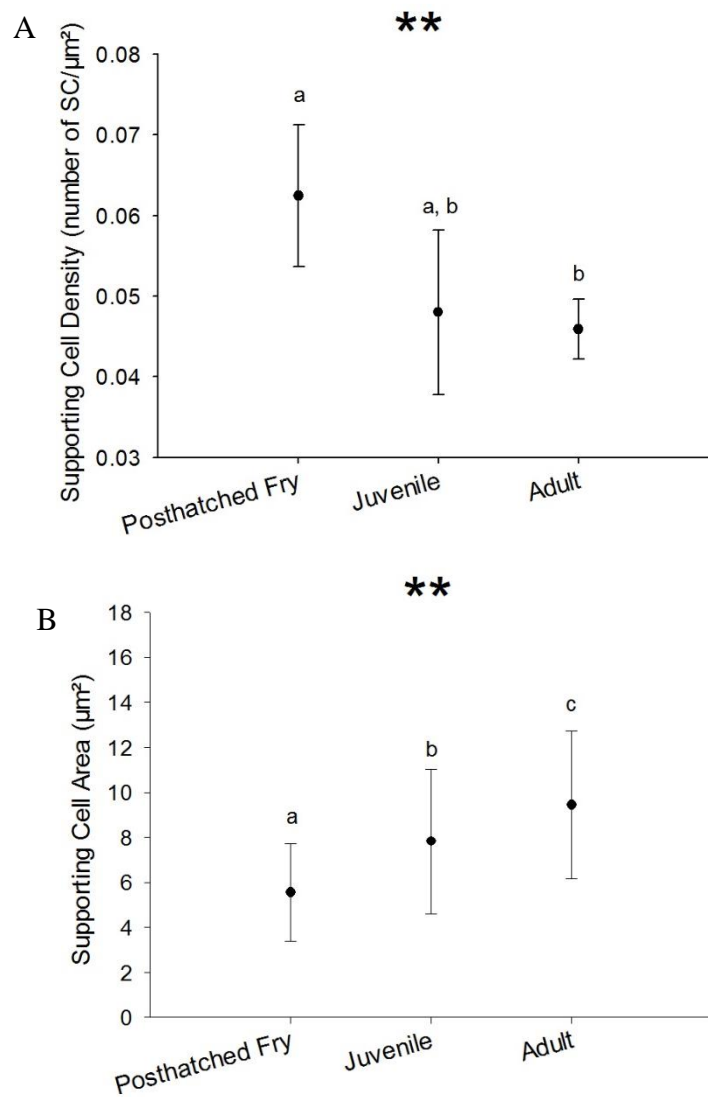 A
**
0.08
0.07
0.06
0.05
0.04
0.03
Supporting Cell Density (number of SC/µm²)
a
a, b
b
Posthatched Fry
Juvenile
Adult
B
**
18
16
14
12
10
8
6
4
2
0
Supporting Cell Area (µm²)
a
b
c
Posthatched Fry
Juvenile
Adult